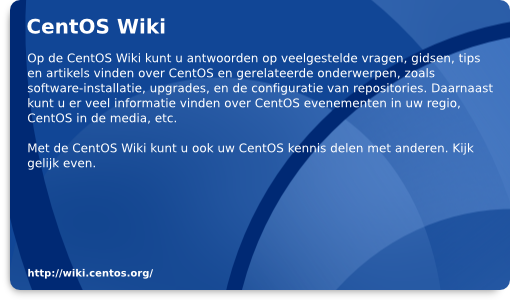 CentOS Wiki
Op de CentOS Wiki kunt u antwoorden op veelgestelde vragen, gidsen, tips
en artikels vinden over CentOS en gerelateerde onderwerpen, zoals
software-installatie, upgrades, en de configuratie van repositories. Daarnaast
kunt u er veel informatie vinden over CentOS evenementen in uw regio,
CentOS in de media, etc.
Met de CentOS Wiki kunt u ook uw CentOS kennis delen met anderen. Kijk
gelijk even.
http://wiki.centos.org/